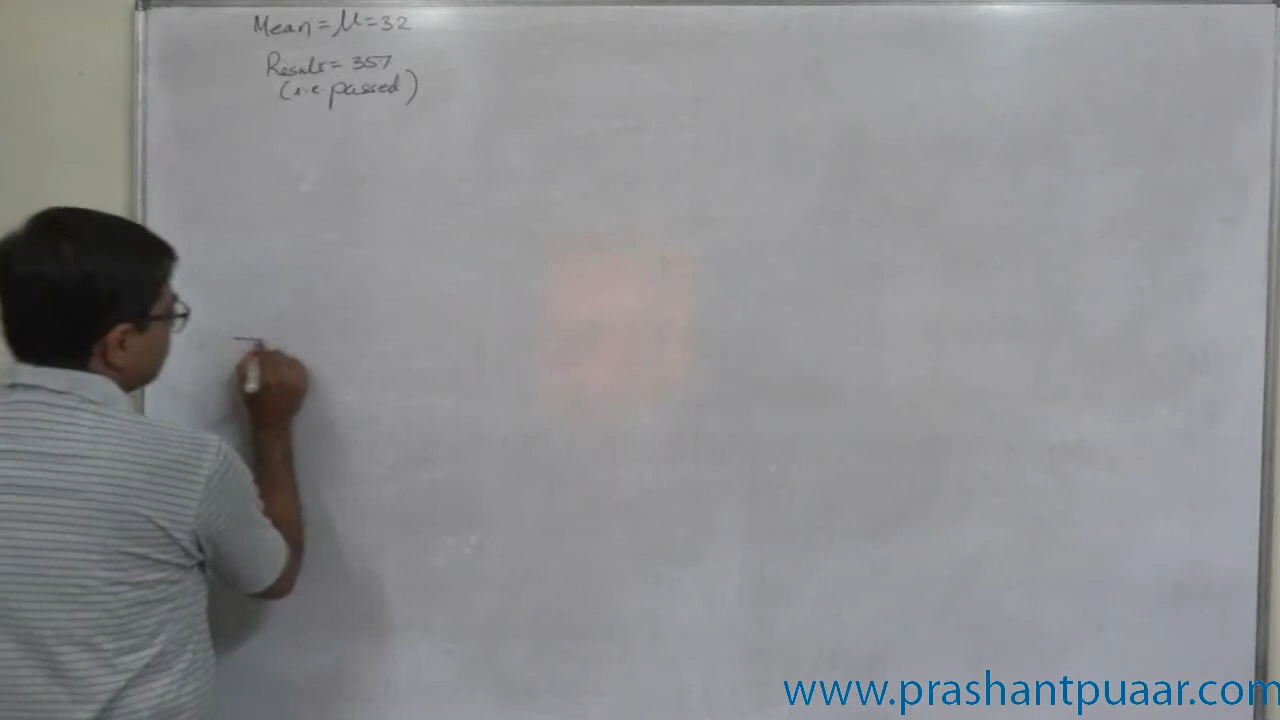 Mean = μ = 32
Result = 35%
(i.e. passed)
www.prashantpuaar.com